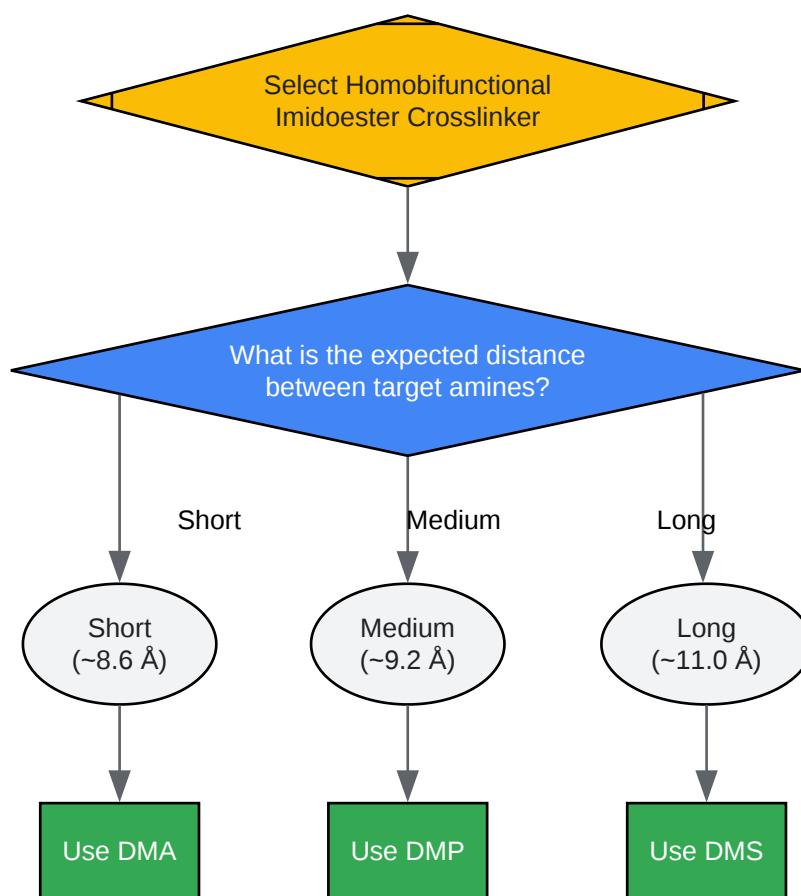 Select Homobifunctional
Imidoester Crosslinker
What is the expected distance
between target amines?
Short
Medium
Long
Short
(~8.6 Å)
Medium
(~9.2 Å)
Long
(~11.0 Å)
Use DMA
Use DMP
Use DMS